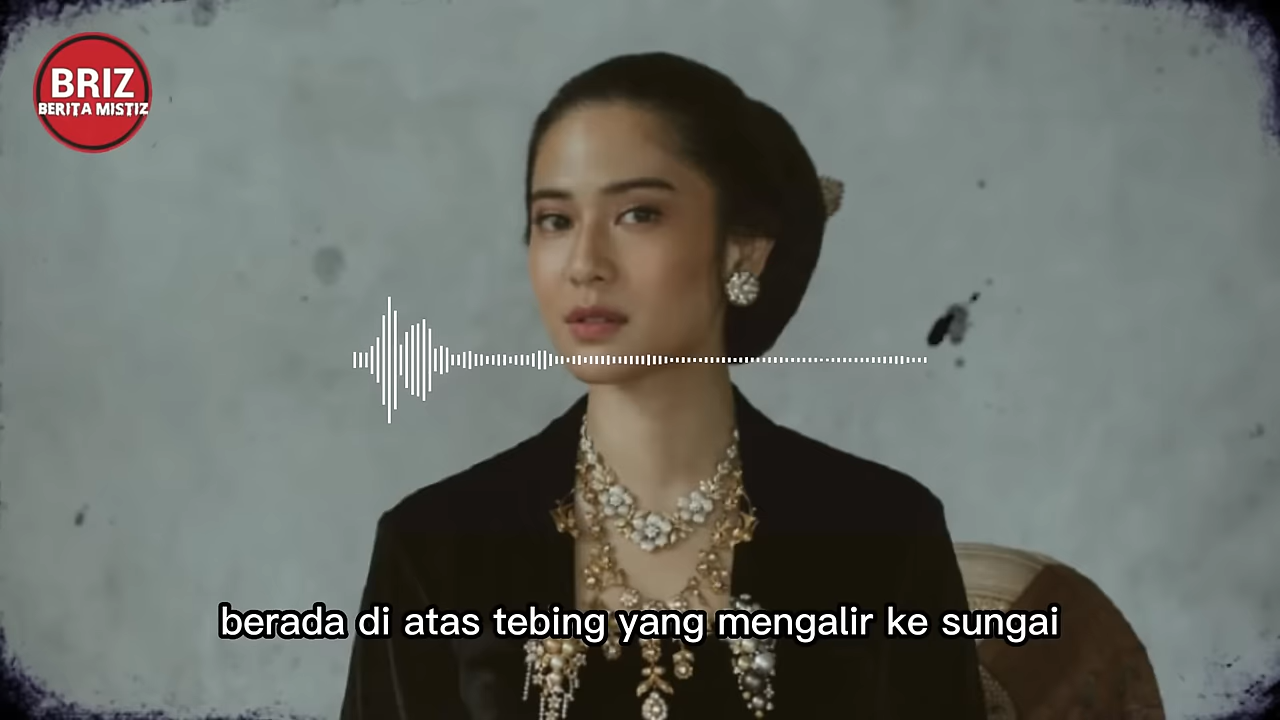 BRIZ
BERITA MISTIZ
berada di atas tebing yang mengalir ke sungai